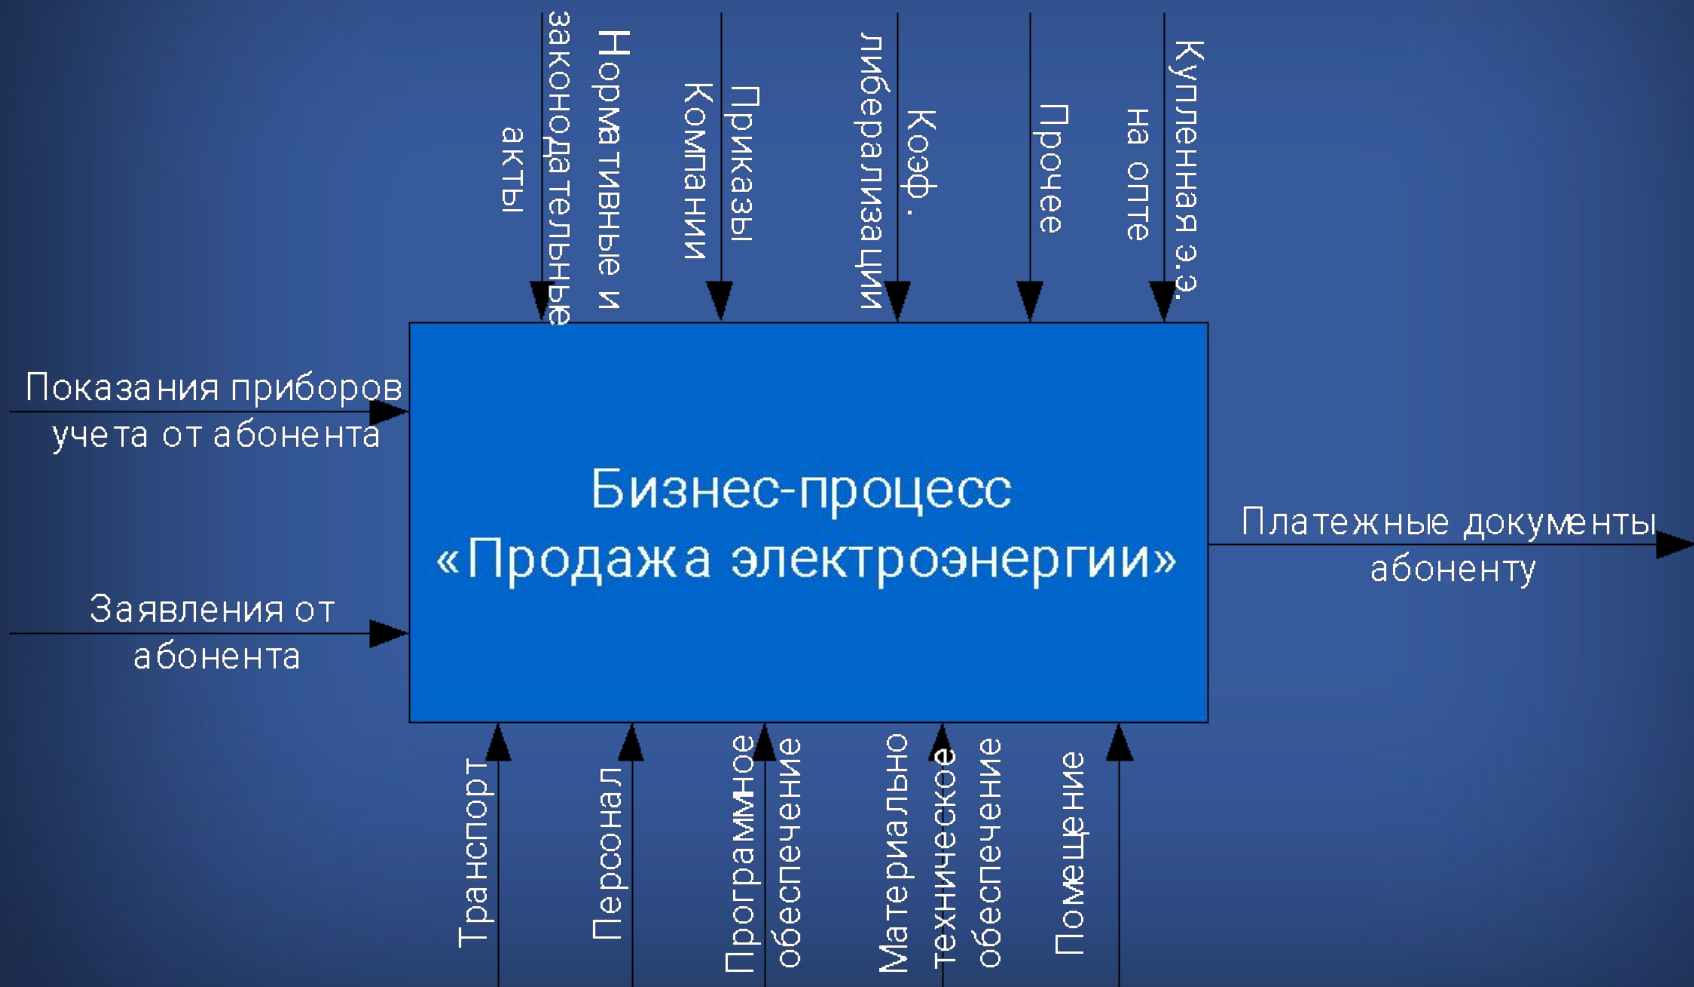 Нормативные и
законодательные
акты
Приказы
Компании
Коэф.
либерализации
Прочее
Купленная э.э.
на опте
Показания приборов
учета от абонента
Заявления от
абонента
Бизнес-процесс
«Продажа электроэнергии»
Платежные документы
абоненту
Транспорт
Персонал
Программное
обеспечение
Материально
техническое
обеспечение
Помещение